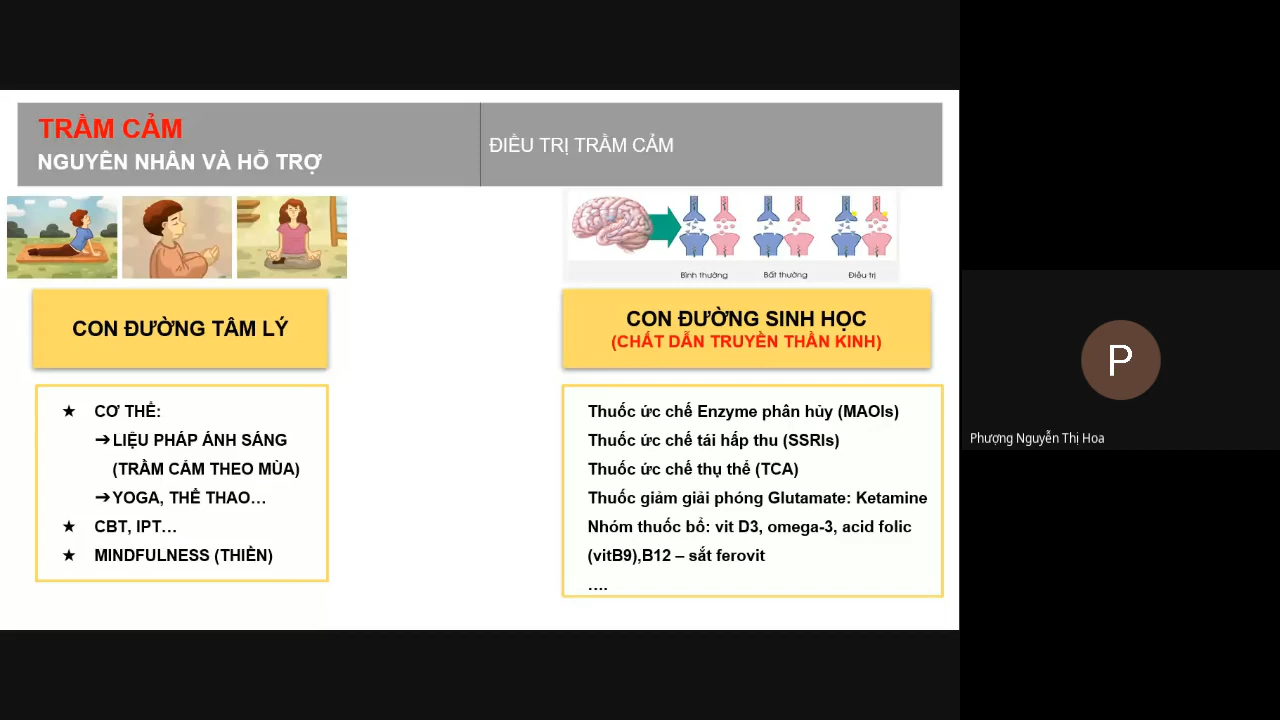 TRẦM CẢM
NGUYÊN NHÂN VÀ HỖ TRỢ
ĐIỀU TRỊ TRẰM CẢM
Bình thường
Bất thường
Điều trị
CON ĐƯỜNG TÂM LÝ
CON ĐƯỜNG SINH HỌC
(CHẤT DẪN TRUYỀN THẦN KINH)
★ CƠ THỂ:
➔LIỆU PHÁP ÁNH SÁNG
(TRẦM CẢM THEO MÙA)
➔YOGA, THỂ THAO…
★ CBT, IPT…
★ MINDFULNESS (THIỀN)
Thuốc ức chế Enzyme phân hủy (MAOIs)
Thuốc ức chế tái hấp thu (SSRIs)
Thuốc ức chế thụ thể (TCA)
Thuốc giảm giải phóng Glutamate: Ketamine
Nhóm thuốc bổ: vit D3, omega-3, acid folic
(vitB9),B12 – sắt ferovit
….
P
Phượng Nguyễn Thị Hoa